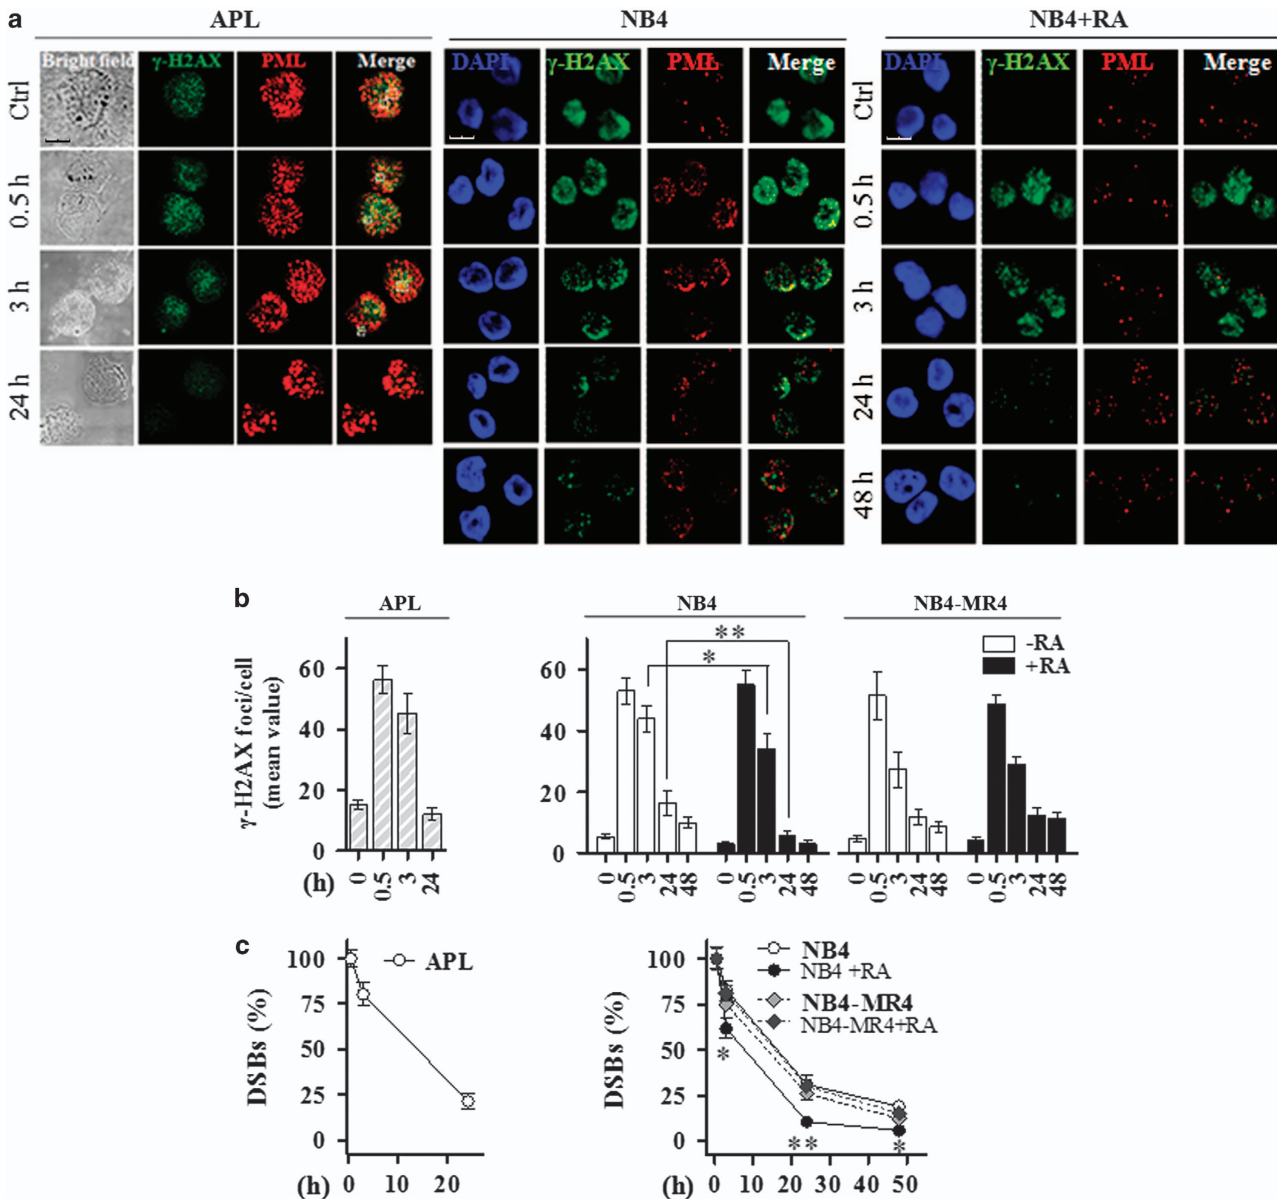 a
APL
NB4
NB4+RA
Bright field γ-H2AX PML Merge
DAPI γ-H2AX PML Merge
DAPI γ-H2AX PML Merge
Ctrl
0.5 h
3 h
24 h
Ctrl
0.5 h
3 h
24 h
48 h
b
APL
NB4
NB4-MR4
γ-H2AX foci/cell
(mean value)
60
40
20
0
(h) 0 0.5 3 24
60
40
20
0
**
*
0 0.5 3 24 48 0 0.5 3 24 48
-RA
+RA
0 0.5 3 24 48 0 0.5 3 24 48
c
DSBs (%)
100
75
50
25
0
APL
(h) 0 10 20
DSBs (%)
100
75
50
25
0
NB4
NB4 +RA
NB4-MR4
NB4-MR4+RA
*
**
*
(h) 0 10 20 30 40 50